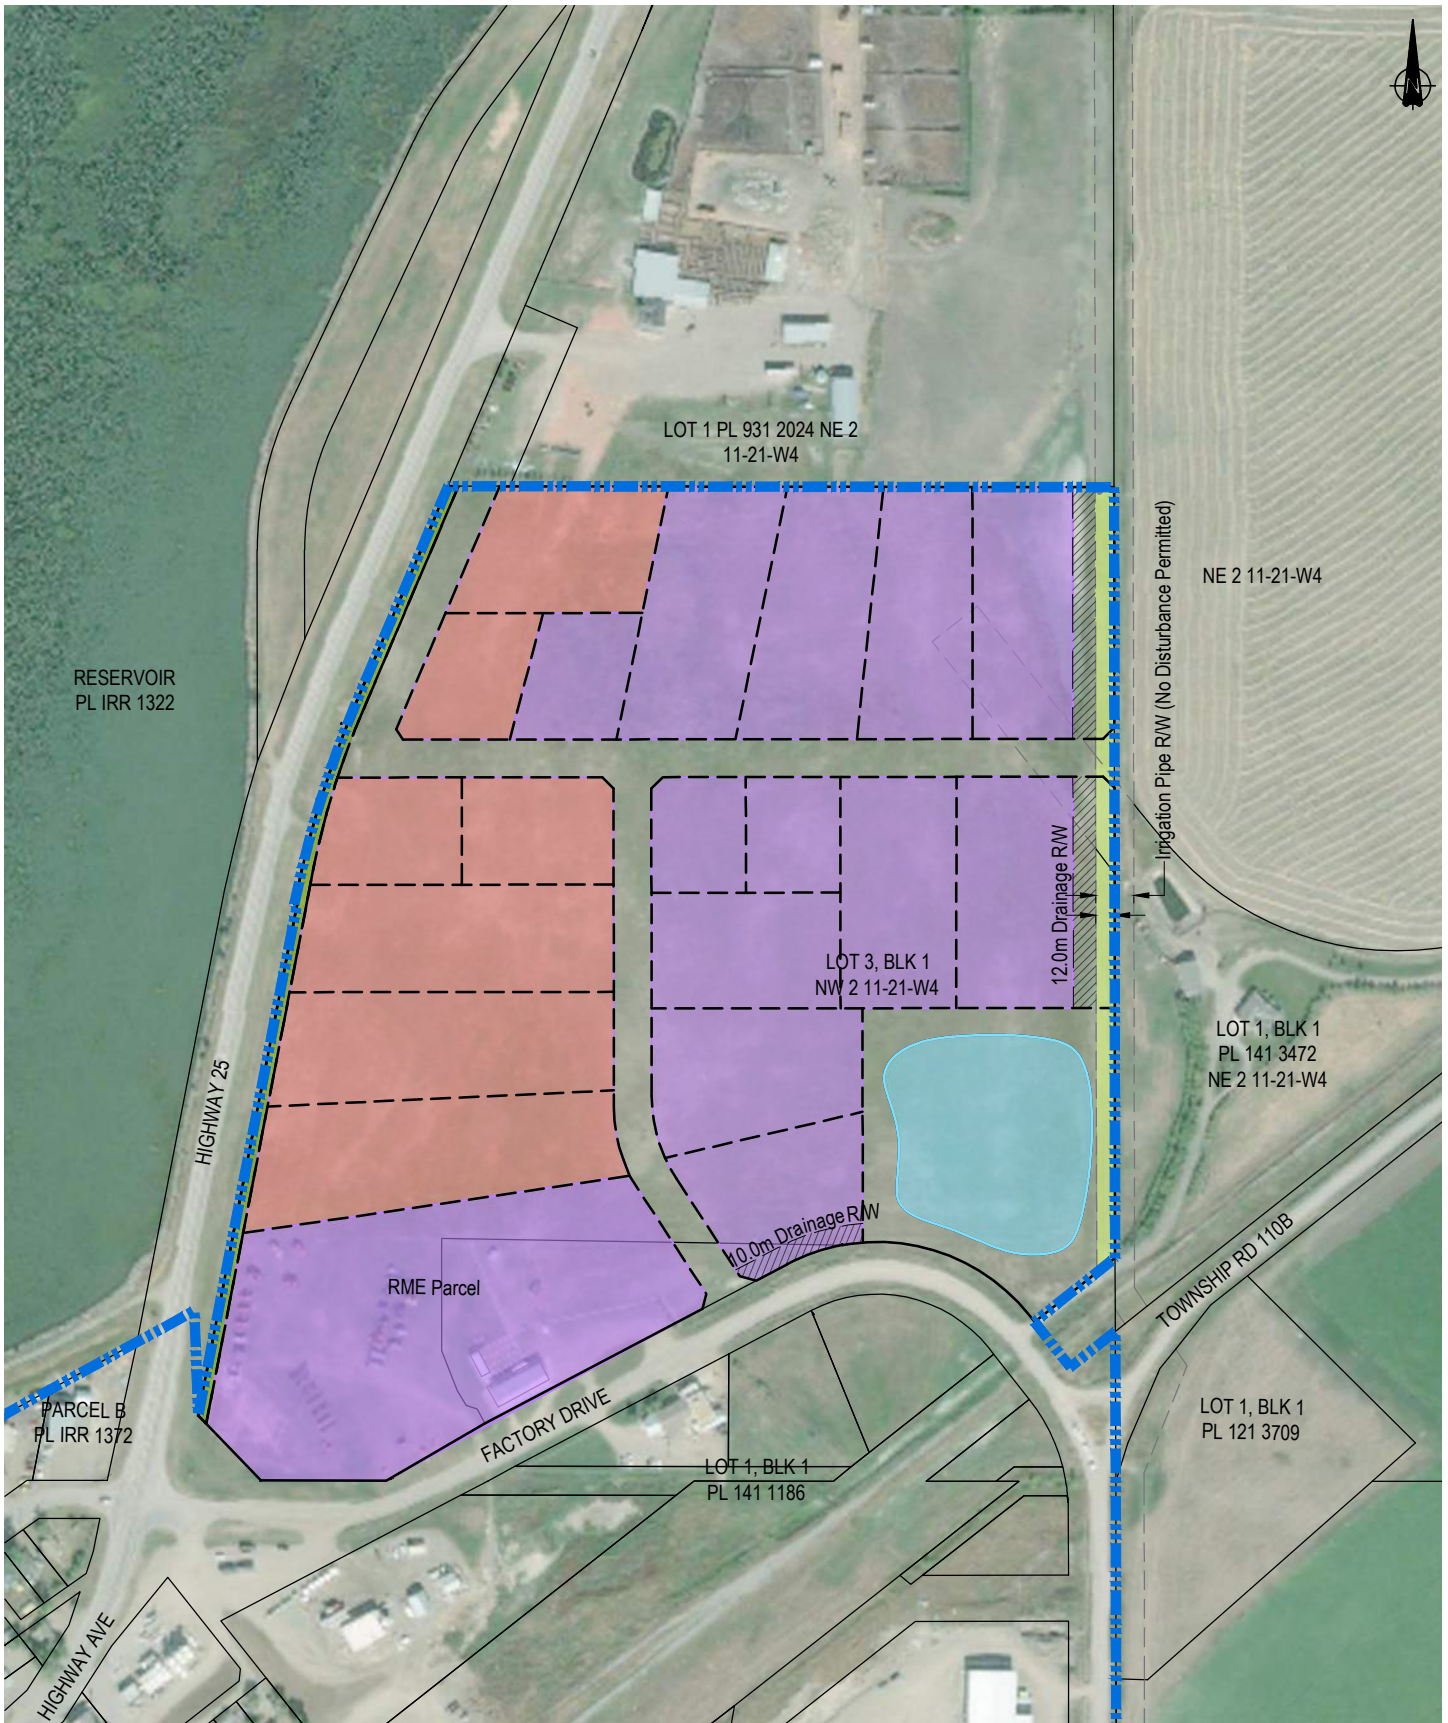 N
LOT 1 PL 931 2024 NE 2
11-21-W4
NE 2 11-21-W4
Irrigation Pipe R/W (No Disturbance Permitted)
RESERVOIR
PL IRR 1322
12.0m Drainage R/W
LOT 3, BLK 1
NW 2 11-21-W4
LOT 1, BLK 1
PL 141 3472
NE 2 11-21-W4
HIGHWAY 25
10.0m Drainage R/W
RME Parcel
TOWNSHIP RD 110B
PARCEL B
PL IRR 1372
FACTORY DRIVE
LOT 1, BLK 1
PL 121 3709
LOT 1, BLK 1
PL 141 1186
HIGHWAY AVE